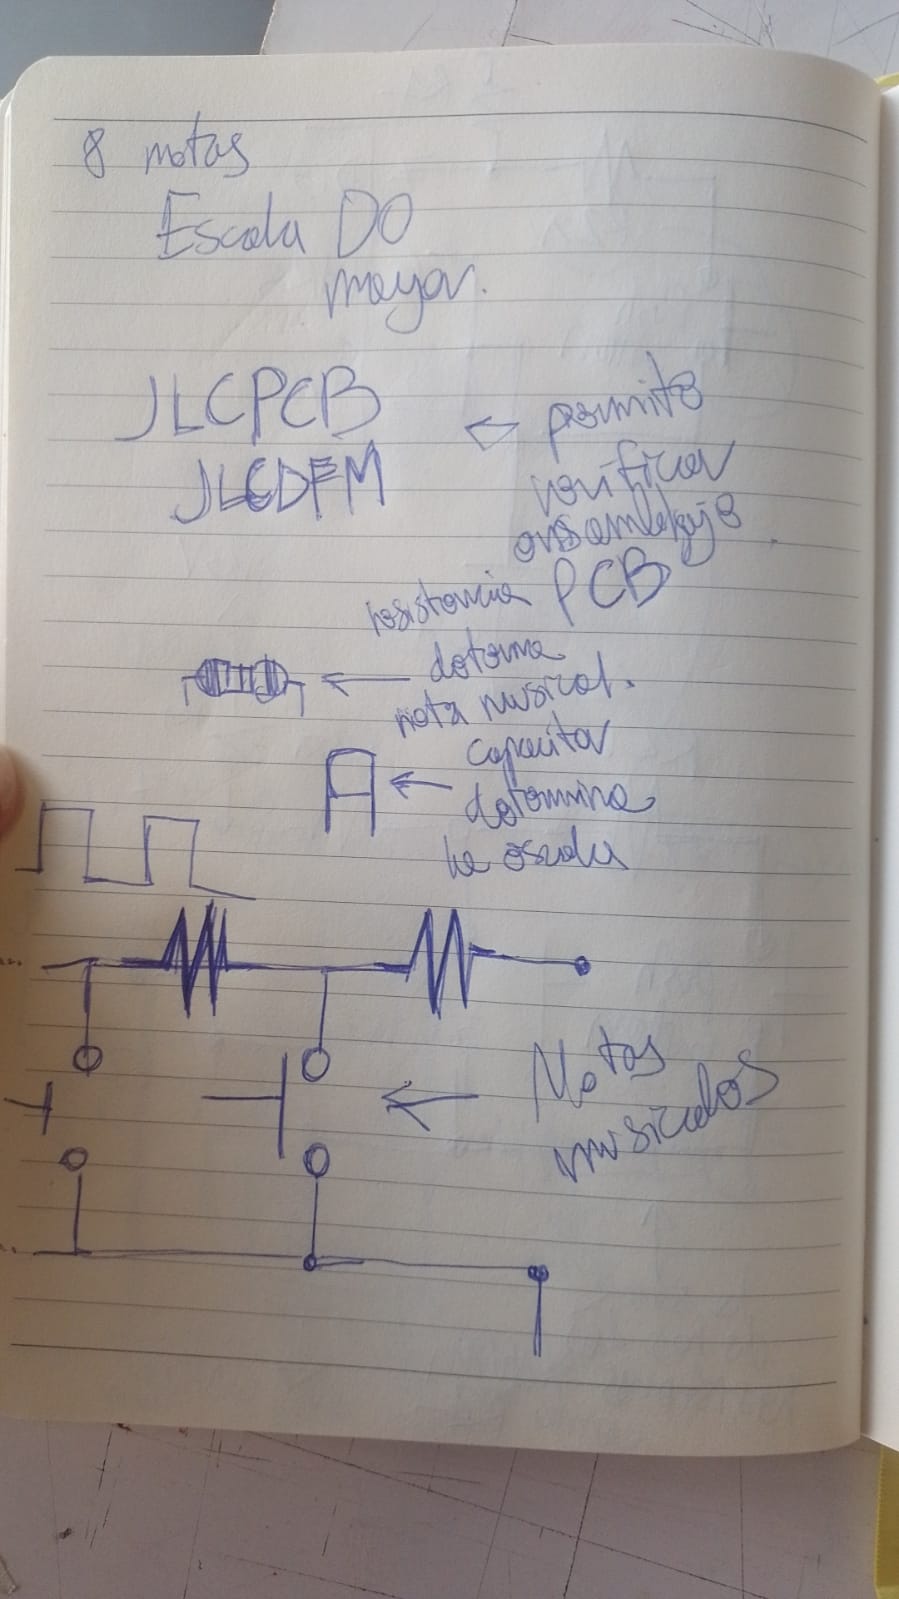 8 notas
Escala DO
mayor.
JLCPCB
JLCDFM
← permite
verificar
ensamblaje
PCB
resistencia
← determina
nota musical.
capacitor
← determina
la escala
← Notas
musicales